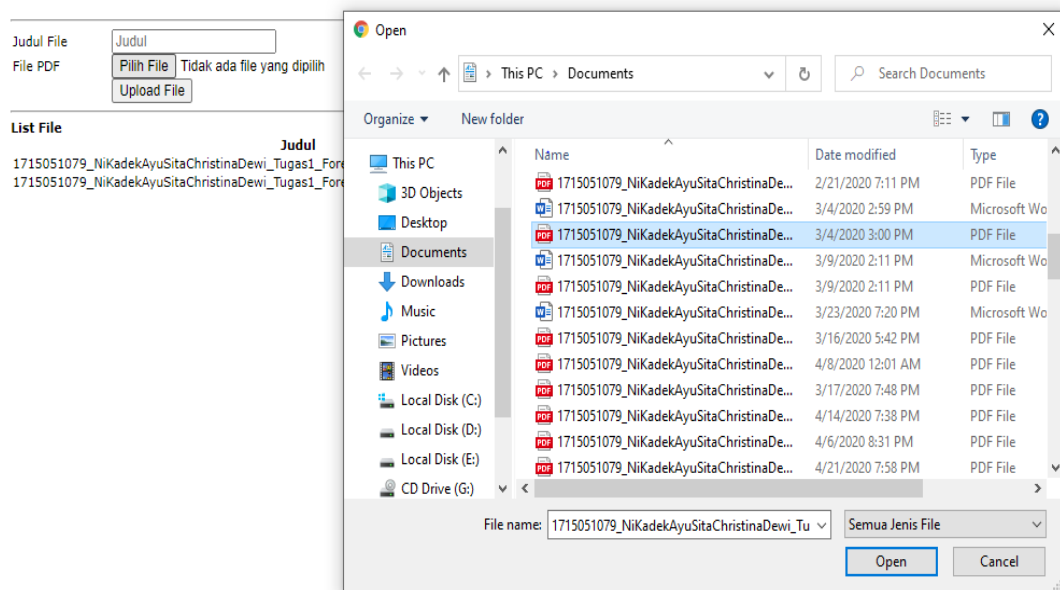 Judul File Judul
File PDF Pilih File Tidak ada file yang dipilih
Upload File
List File
Judul
1715051079_NiKadekAyuSitaChristinaDewi_Tugas1_Fore
1715051079_NiKadekAyuSitaChristinaDewi_Tugas1_Fore
Open
This PC > Documents
Search Documents
Organize New folder
This PC
3D Objects
Desktop
Documents
Downloads
Music
Pictures
Videos
Local Disk (C:)
Local Disk (D:)
Local Disk (E:)
CD Drive (G:)
Name Date modified Type
1715051079_NiKadekAyuSitaChristinaDe... 2/21/2020 7:11 PM PDF File
1715051079_NiKadekAyuSitaChristinaDe... 3/4/2020 2:59 PM Microsoft Wo
1715051079_NiKadekAyuSitaChristinaDe... 3/4/2020 3:00 PM PDF File
1715051079_NiKadekAyuSitaChristinaDe... 3/9/2020 2:11 PM Microsoft Wo
1715051079_NiKadekAyuSitaChristinaDe... 3/9/2020 2:11 PM PDF File
1715051079_NiKadekAyuSitaChristinaDe... 3/23/2020 7:20 PM Microsoft Wo
1715051079_NiKadekAyuSitaChristinaDe... 3/16/2020 5:42 PM PDF File
1715051079_NiKadekAyuSitaChristinaDe... 4/8/2020 12:01 AM PDF File
1715051079_NiKadekAyuSitaChristinaDe... 3/17/2020 7:48 PM PDF File
1715051079_NiKadekAyuSitaChristinaDe... 4/14/2020 7:38 PM PDF File
1715051079_NiKadekAyuSitaChristinaDe... 4/6/2020 8:31 PM PDF File
1715051079_NiKadekAyuSitaChristinaDe... 4/21/2020 7:58 PM PDF File
File name: 1715051079_NiKadekAyuSitaChristinaDewi_Tu Semua Jenis File
Open Cancel